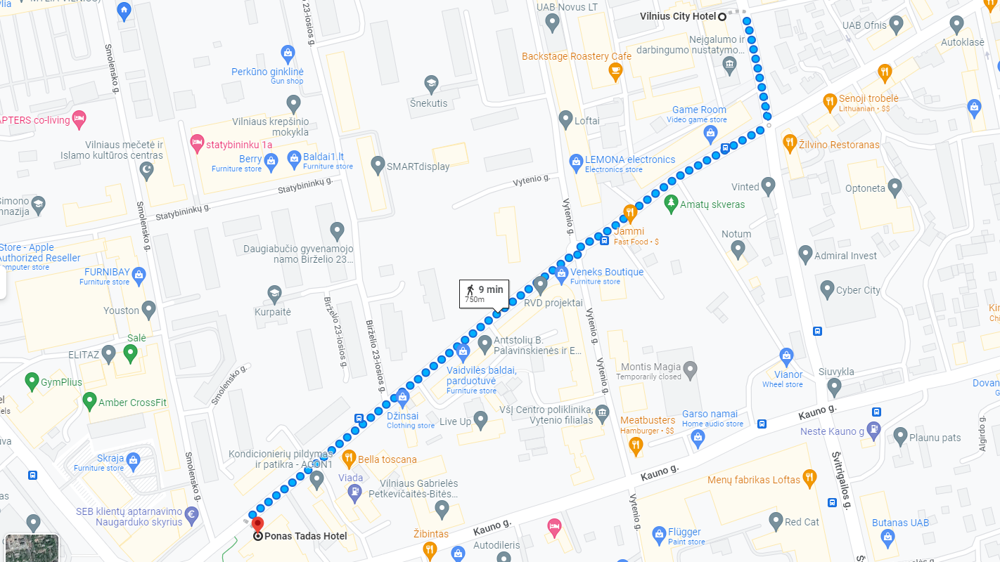 MYLIF VILNIUS
UAB Novus LT
Vilnius City Hotel
UAB Ofnis
Autoklasė
Neįgalumo ir
darbingumo nustatymo...
Backstage Roastery Cafe
Perkūno ginklinė
Gun shop
23-iosios g.
Smolensko g.
Šnekutis
Senoji trobelė
Lithuanian • $$
Game Room
Video game store
Loftai
APTERS co-living
Vilniaus krepšinio
mokykla
Vilniaus mečetė ir
Islamo kultūros centras
statybininku 1a
Berry
Furniture store
Baldai1.lt
Furniture store
SMARTdisplay
LEMONA electronics
Electronics store
Žilvino Restoranas
Vytenio g.
Statybininkų g.
Statybininkų g.
Vinted
Optoneta
Simono
nnazija
Smolensko g.
Vytenio g.
Amatų skveras
Jammi
Fast Food • $
Notum
Store - Apple
Authorized Reseller
omputer store
Daugiabučio gyvenamojo
namo Birželio 23...
Admiral Invest
FURNIBAY
Furniture store
Veneks Boutique
Furniture store
9 min
750m
RVD projektai
Cyber City
Kurpaitė
Youston
Birželio 23-iosios g.
Birželio 23-iosios g.
Vytenio g.
Salė
ELITAZ
Antstolių B.
Palavinskienės ir E...
Vaidvilės baldai,
parduotuvė
Furniture store
Vytenio g.
Montis Magia
Temporarily closed
Vianor
Wheel store
Siuvykla
GymPlius
Amber CrossFit
Smolensko g.
Džinsai
Clothing store
Live Up
VšĮ Centro poliklinika,
Vytenio filialas
Meatbusters
Hamburger • $$
Garso namai
Home audio store
Kauno g.
Dovan
Neste Kauno g
Plaunu pats
Algirdo g.
Skraja
Furniture store
Smolensko g.
Kondicionierių pildymas
ir patikra - ACON1
Bella toscana
Viada
Vilniaus Gabrielės
Petkevičaitės-Bitės...
Kauno g.
Menų fabrikas Loftas
Švitrigailos g.
SEB klientų aptarnavimo
Naugarduko skyrius
Vytenio g.
Ponas Tadas Hotel
Žibintas
Kauno g.
Autodileris
Flügger
Paint store
Red Cat
Butanas UAB